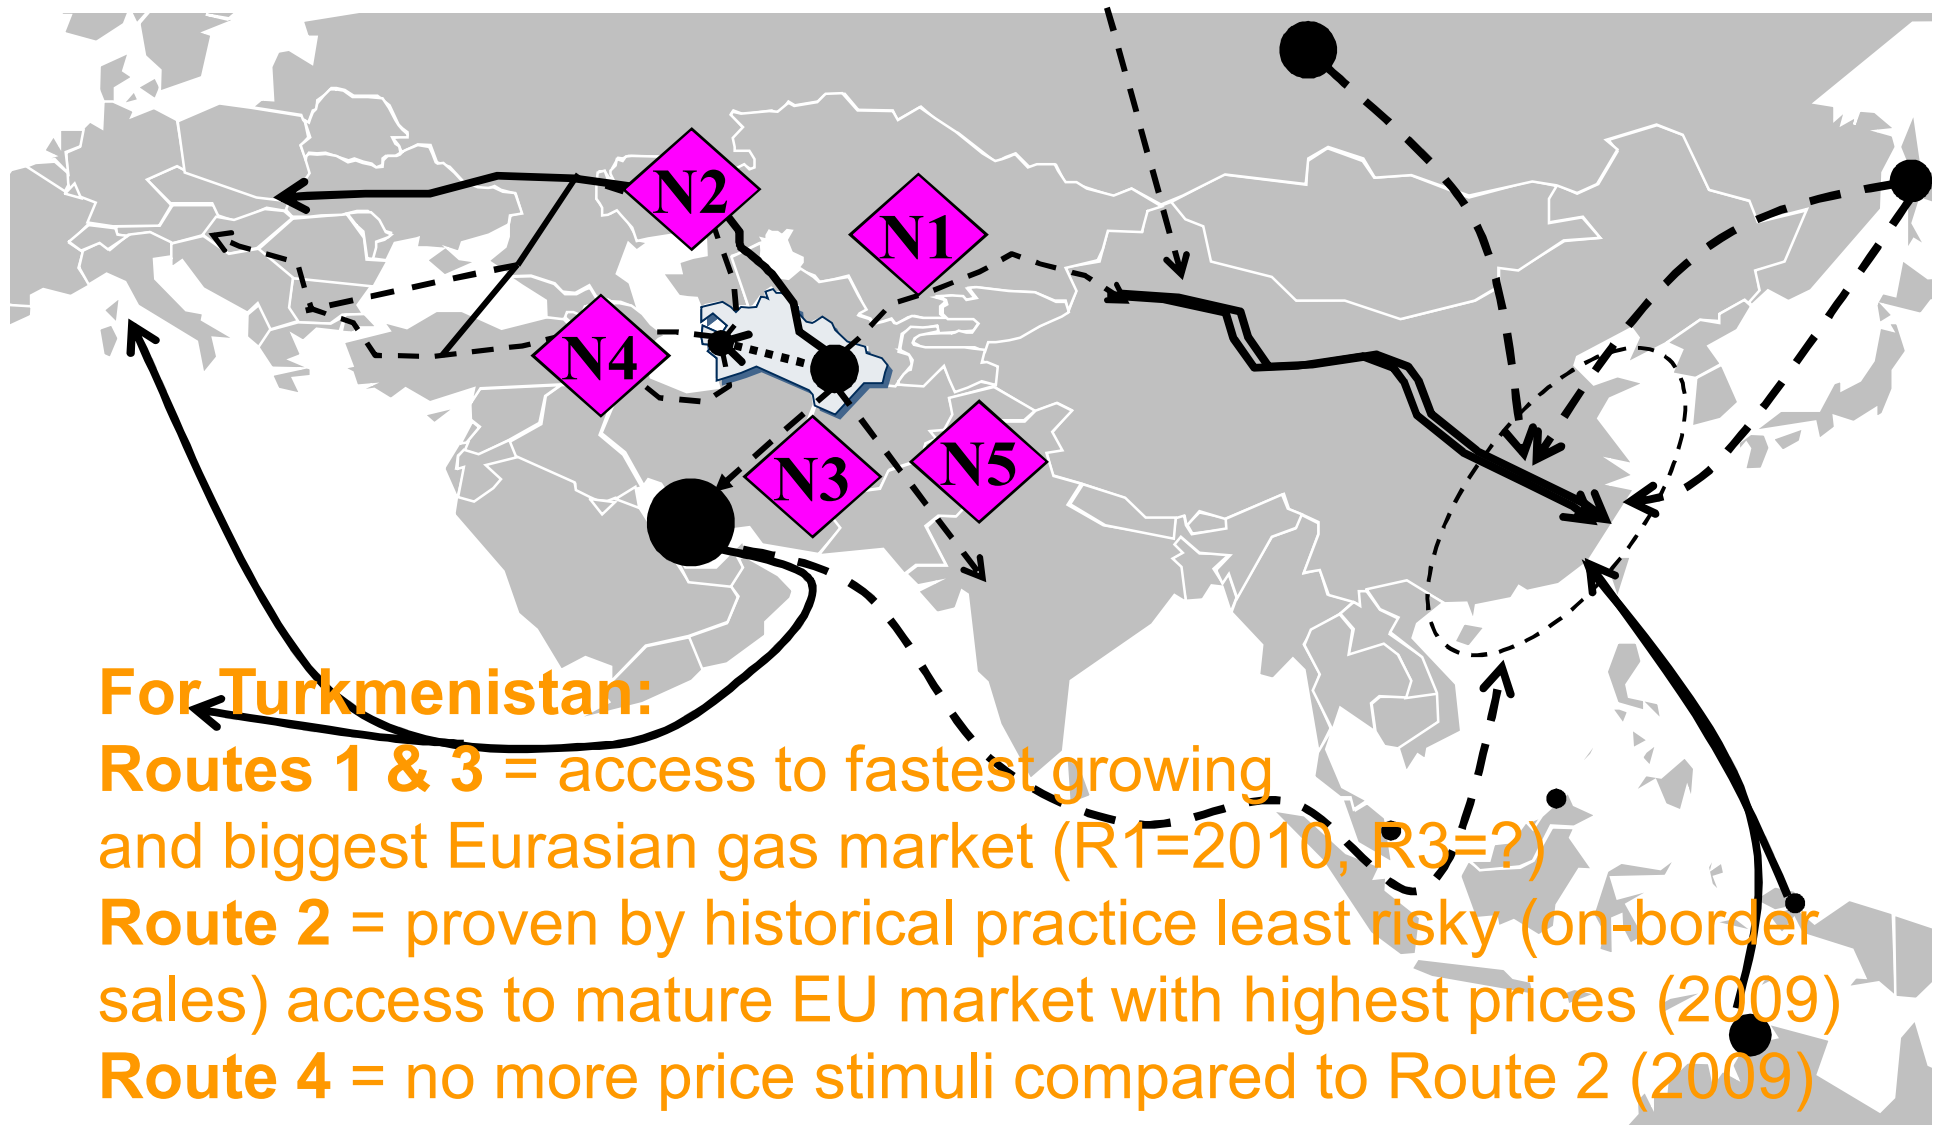 N2
N1
N4
N5
N3
For Turkmenistan:
Routes 1 & 3 = access to fastest growing
and biggest Eurasian gas market (R1=2010, R3=?)
Route 2 = proven by historical practice least risky (on-border
sales) access to mature EU market with highest prices (2009)
Route 4 = no more price stimuli compared to Route 2 (2009)